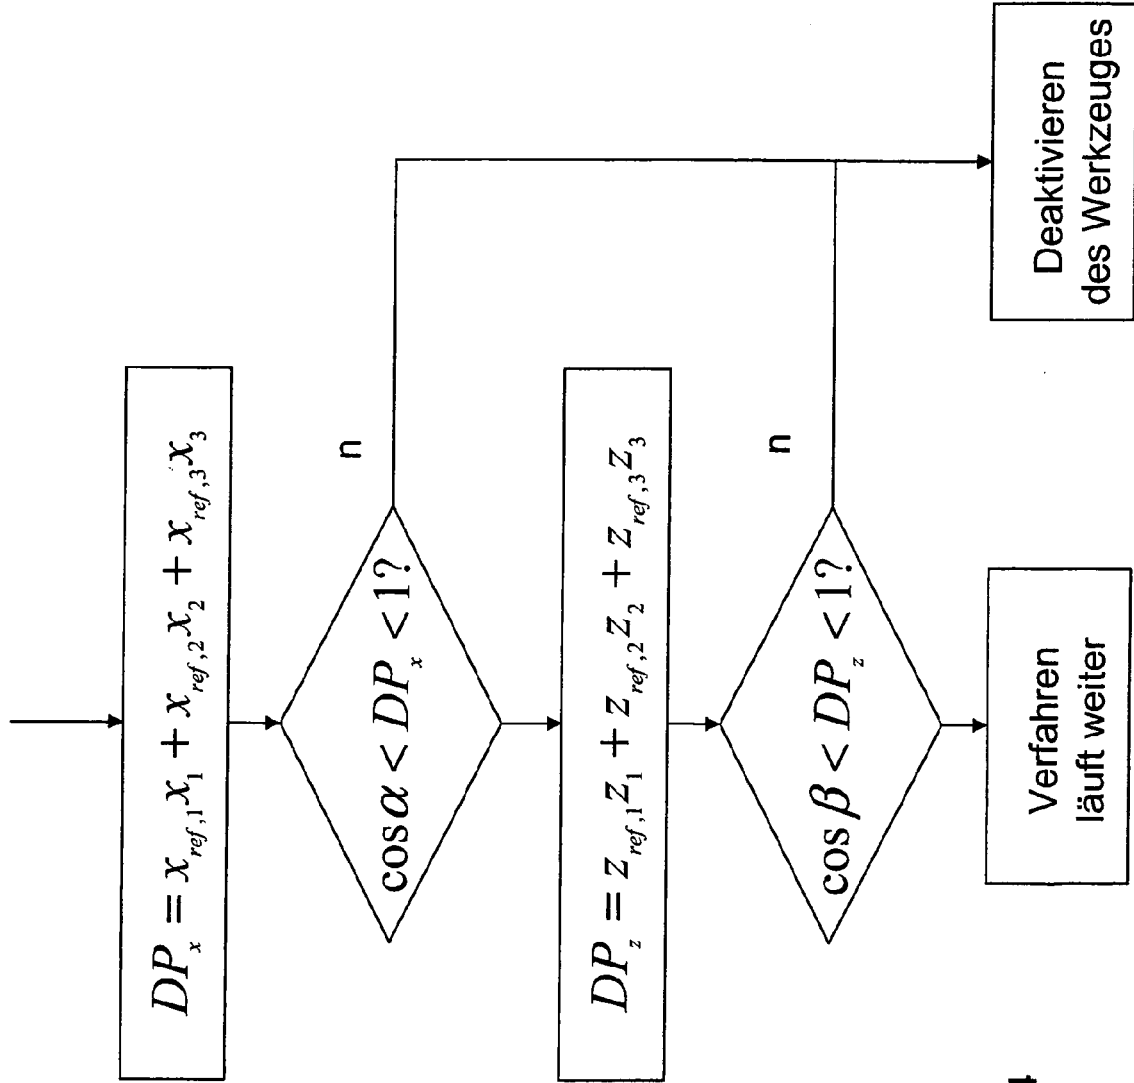 DP_x = x_{ref,1}x_1 + x_{ref,2}x_2 + x_{ref,3}x_3
cos α < DP_x < 1?
n
DP_z = z_{ref,1}z_1 + z_{ref,2}z_2 + z_{ref,3}z_3
cos β < DP_z < 1?
n
Verfahren
läuft weiter
Deaktivieren
des Werkzeuges